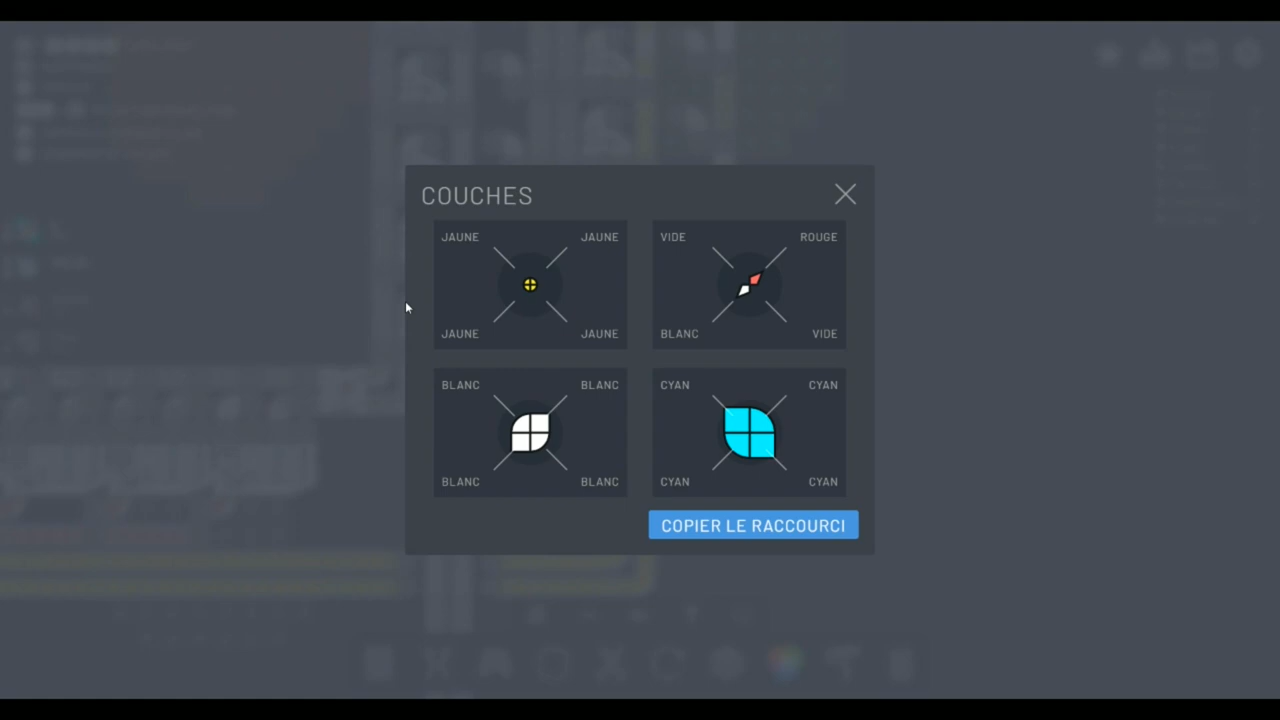 COUCHES
JAUNE JAUNE
JAUNE JAUNE
VIDE ROUGE
BLANC VIDE
BLANC BLANC
BLANC BLANC
CYAN CYAN
CYAN CYAN
COPIER LE RACCOURCI